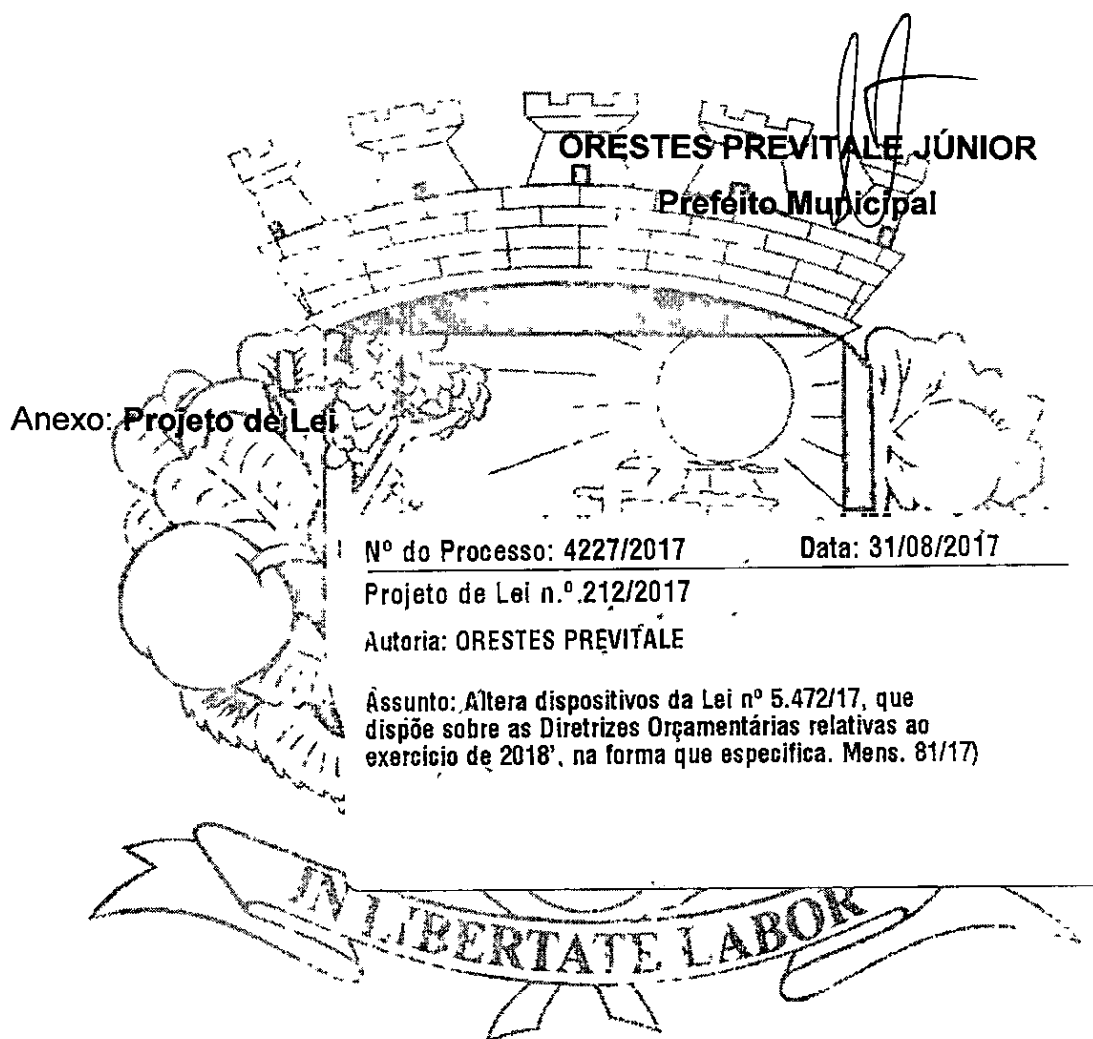 ORESTES PREVITALE JÚNIOR
Prefeito Municipal
Anexo: Projeto de Lei
Nº do Processo: 4227/2017 Data: 31/08/2017
Projeto de Lei n.º 212/2017
Autoria: ORESTES PREVITALE
Assunto: Altera dispositivos da Lei nº 5.472/17, que
dispõe sobre as Diretrizes Orçamentárias relativas ao
exercício de 2018', na forma que especifica. Mens. 81/17)
IN LIBERTATE LABOR